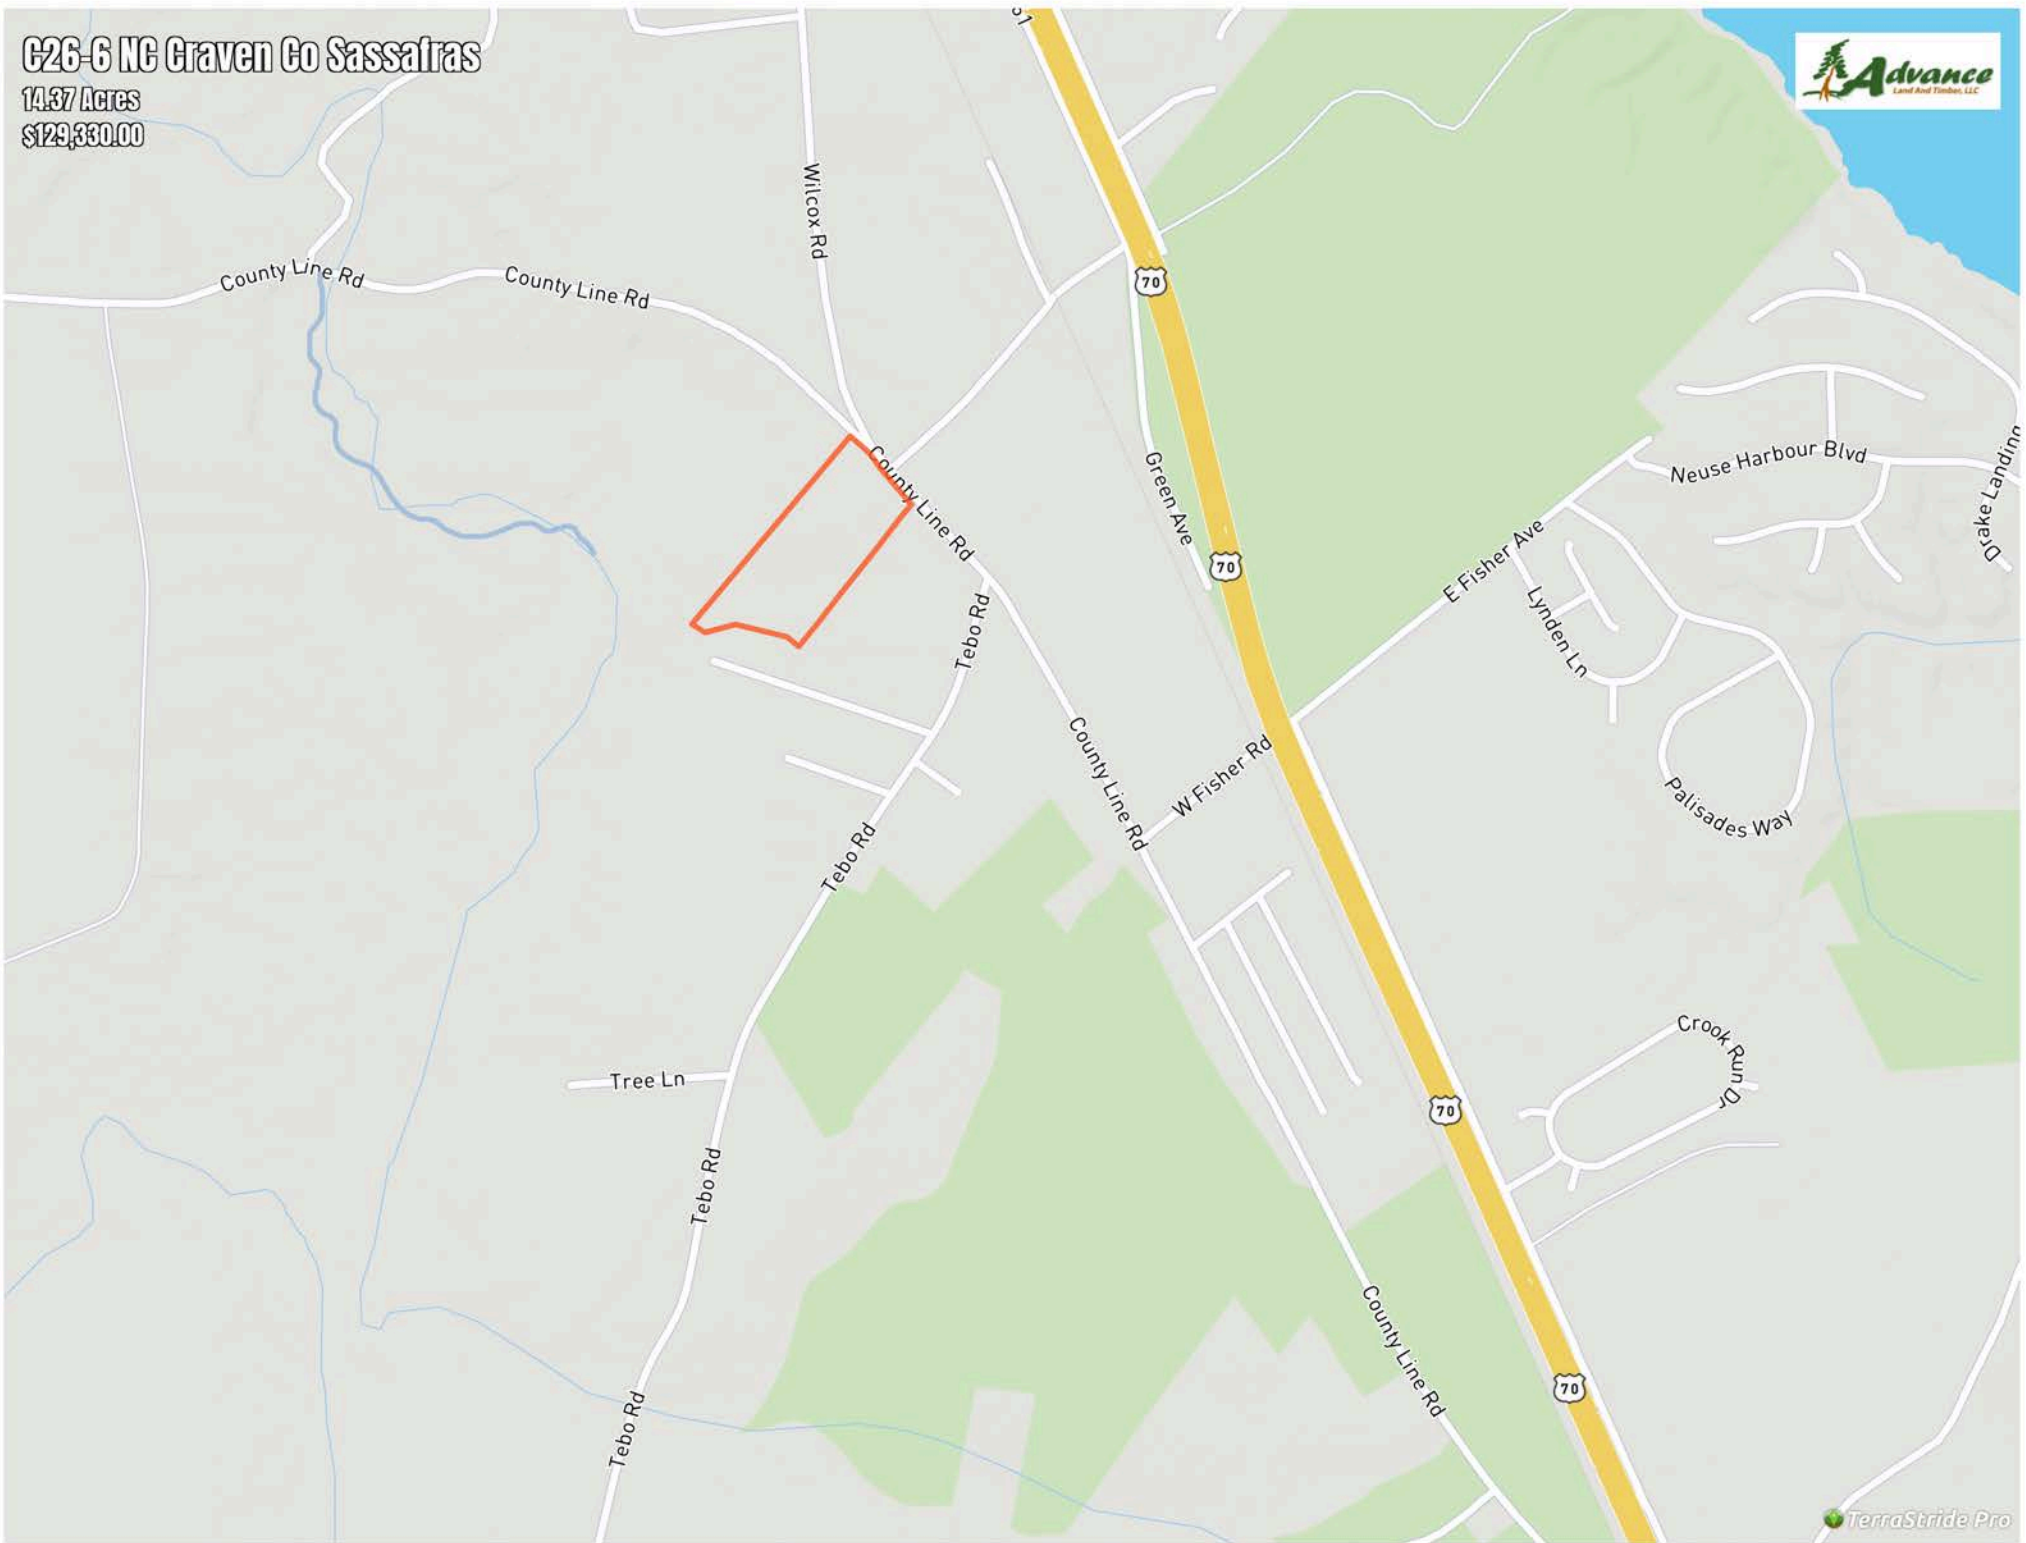 C26-6 NC Craven Co Sassafras
14.37 Acres
$129,330.00
Advance
Land And Timber, LLC
51
Wilcox Rd
County Line Rd
County Line Rd
70
County Line Rd
Green Ave
70
Neuse Harbour Blvd
Drake Landing
E Fisher Ave
Lynden Ln
Tebo Rd
County Line Rd
W Fisher Rd
Palisades Way
Tebo Rd
Crook Run Dr
Tree Ln
70
Tebo Rd
County Line Rd
70
Tebo Rd
TerraStride Pro